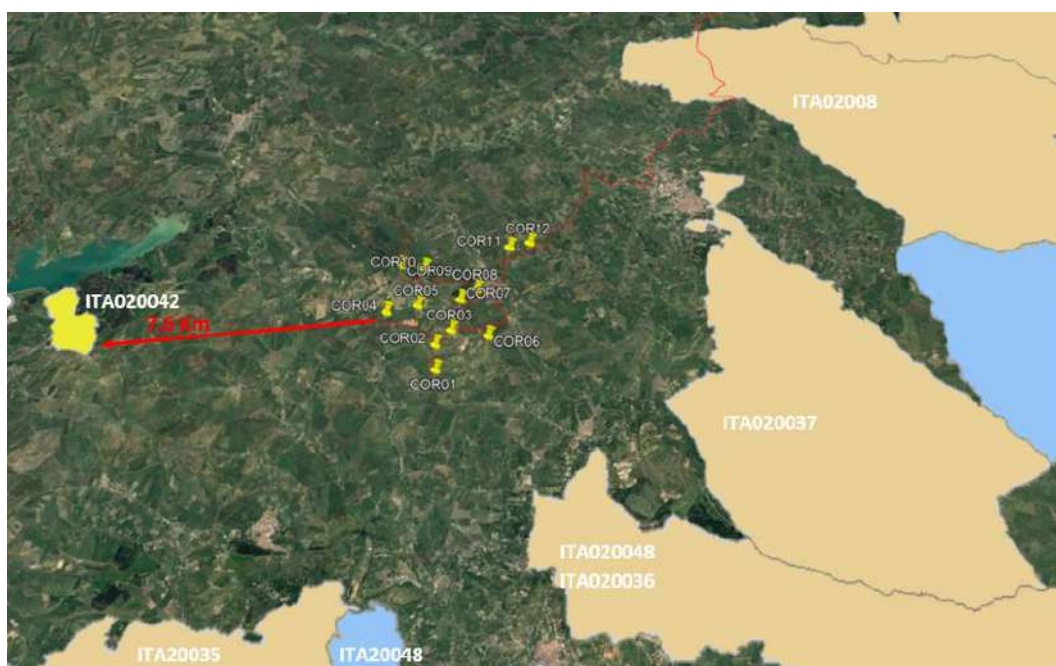 ITA02008
COR11
COR12
COR10
COR09
COR08
ITA020042
COR04
COR05
COR07
7.6 Km
COR03
COR02
COR06
COR01
ITA020037
ITA020048
ITA020036
ITA20035
ITA20048